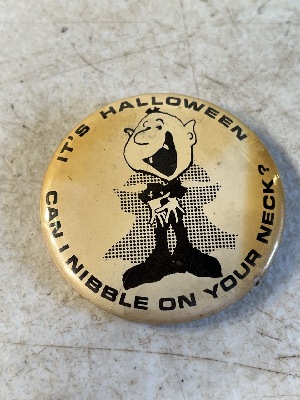 IT'S HALLOWEEN
CAN I NIBBLE ON YOUR NECK?